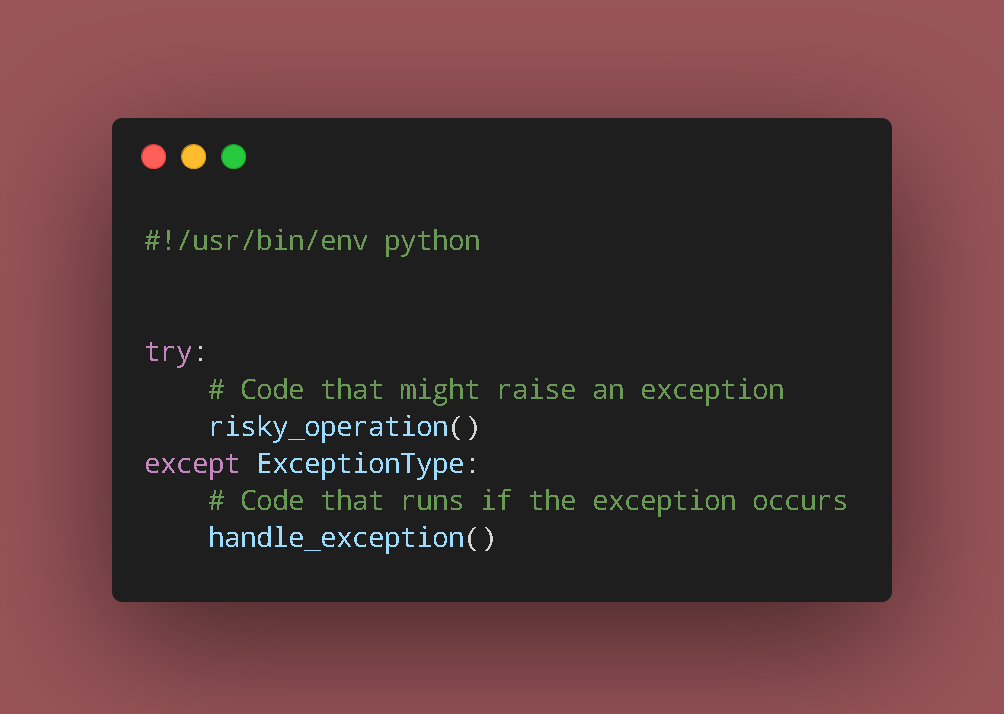 #!/usr/bin/env python
try:
    # Code that might raise an exception
    risky_operation()
except ExceptionType:
    # Code that runs if the exception occurs
    handle_exception()